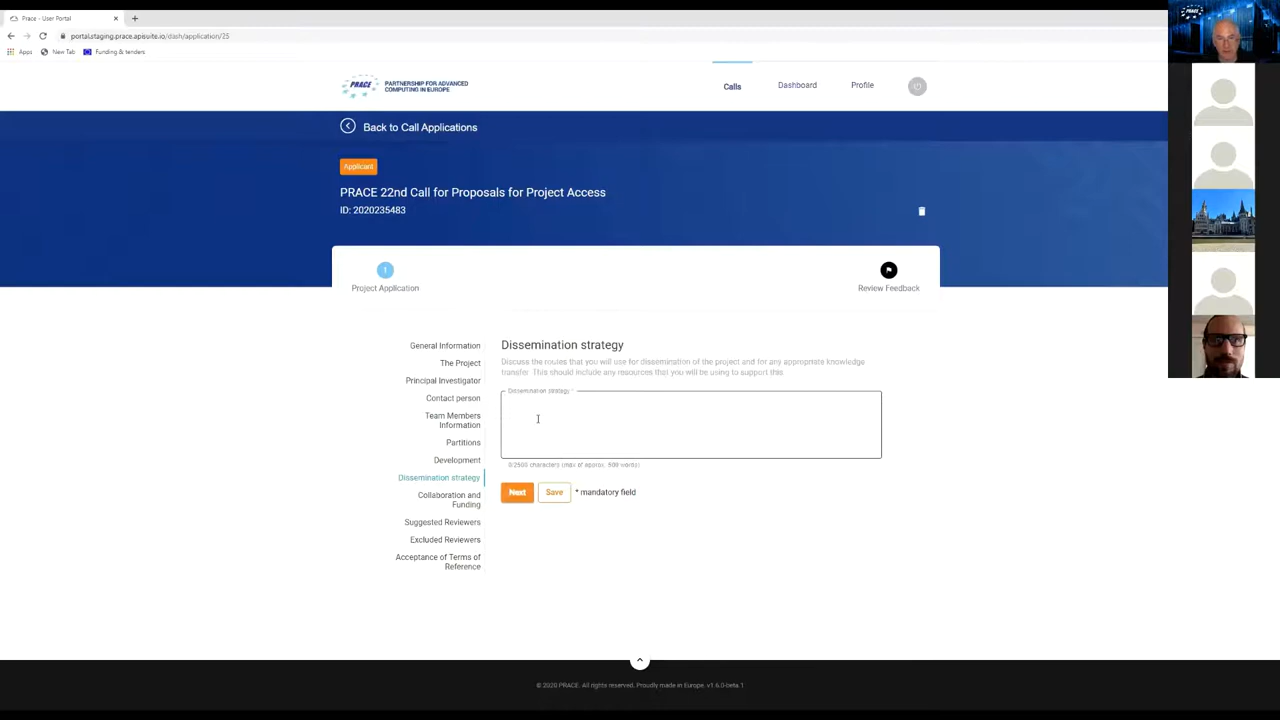 Prace - User Portal
portal.staging.prace.apisuite.io/dash/application/25
Apps
New Tab
Funding & tenders
PRACE
PRACE
PARTNERSHIP FOR ADVANCED
COMPUTING IN EUROPE
Calls
Dashboard
Profile
Back to Call Applications
Applicant
PRACE 22nd Call for Proposals for Project Access
ID: 2020235483
Project Application
Review Feedback
General Information
The Project
Principal Investigator
Contact person
Team Members
Information
Partitions
Development
Dissemination strategy
Collaboration and
Funding
Suggested Reviewers
Excluded Reviewers
Acceptance of Terms of
Reference
Dissemination strategy
Discuss the routes that you will use for dissemination of the project and for any appropriate knowledge
transfer. This should include any resources that you will be using to support this
Dissemination strategy *
0/2500 characters (max of approx. 500 words)
Next
Save
* mandatory field
© 2020 PRACE. All rights reserved. Proudly made in Europe. v1.6.0-beta.1